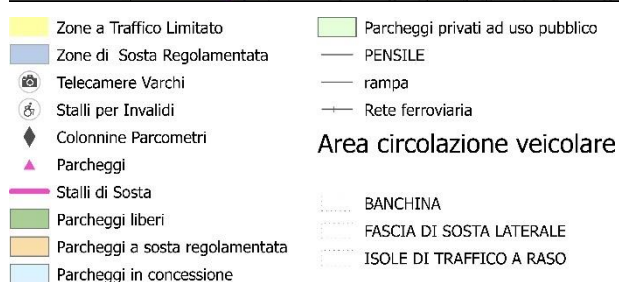 Zone a Traffico Limitato
Zone di Sosta Regolamentata
Telecamere Varchi
Stalli per Invalidi
Colonnine Parcometri
Parcheggi
Stalli di Sosta
Parcheggi liberi
Parcheggi a sosta regolamentata
Parcheggi in concessione
Parcheggi privati ad uso pubblico
PENSILE
rampa
Rete ferroviaria
Area circolazione veicolare
BANCHINA
FASCIA DI SOSTA LATERALE
ISOLE DI TRAFFICO A RASO